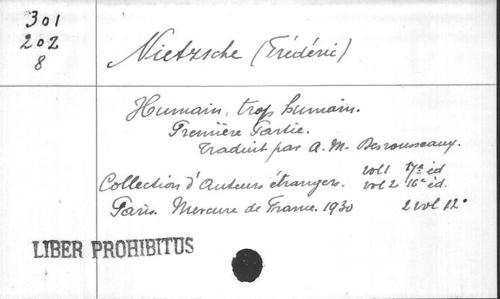 301
202
8
Nietzsche (Frédéric)
Humain, trop humain.
Première Partie.
Traduit par A. M. Desrousseaux.
Collection d'Auteurs étrangers. vol 1 17e éd
vol 2 16e éd.
Paris. Mercure de France. 1930 2 vol 12°
LIBER PROHIBITUS